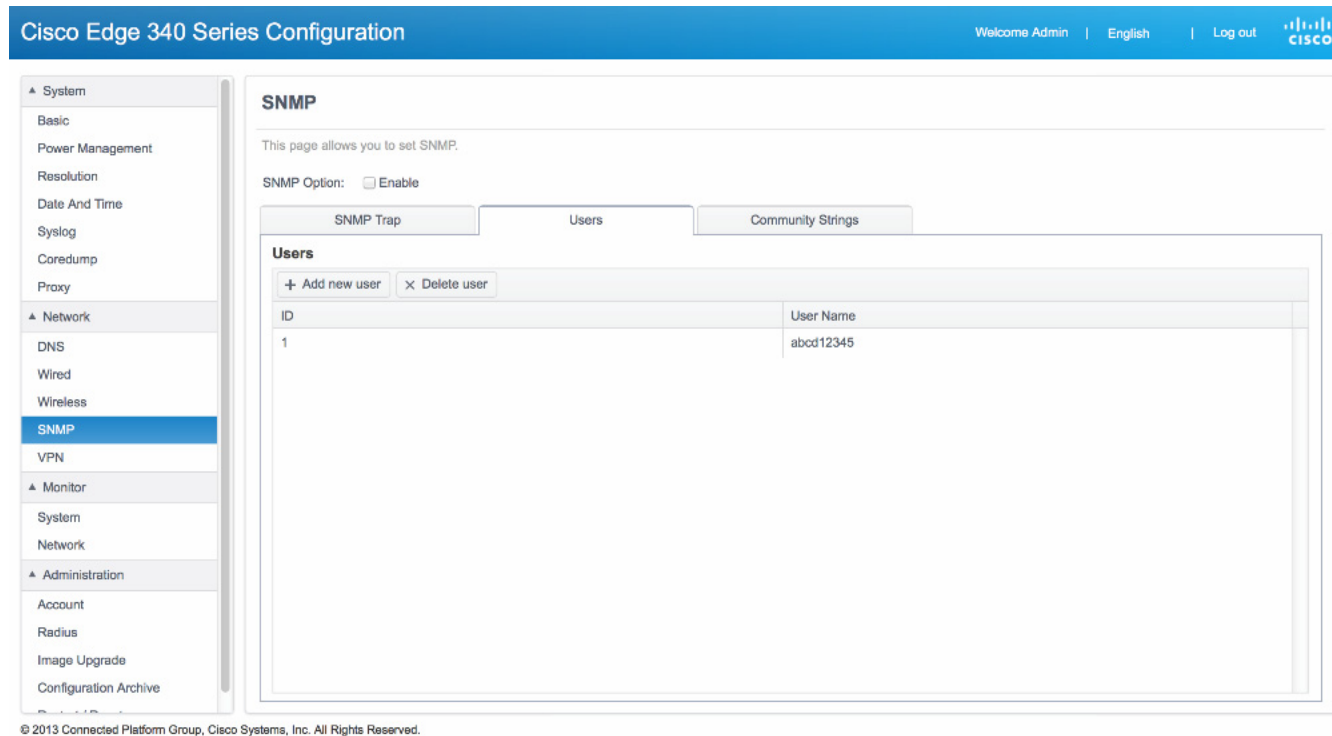 Cisco Edge 340 Series Configuration
Welcome Admin | English | Log out
CISCO
System
Basic
Power Management
Resolution
Date And Time
Syslog
Coredump
Proxy
Network
DNS
Wired
Wireless
SNMP
VPN
Monitor
System
Network
Administration
Account
Radius
Image Upgrade
Configuration Archive
SNMP
This page allows you to set SNMP.
SNMP Option: Enable
SNMP Trap
Users
Community Strings
Users
+ Add new user
× Delete user
ID
User Name
1
abcd12345
© 2013 Connected Platform Group, Cisco Systems, Inc. All Rights Reserved.